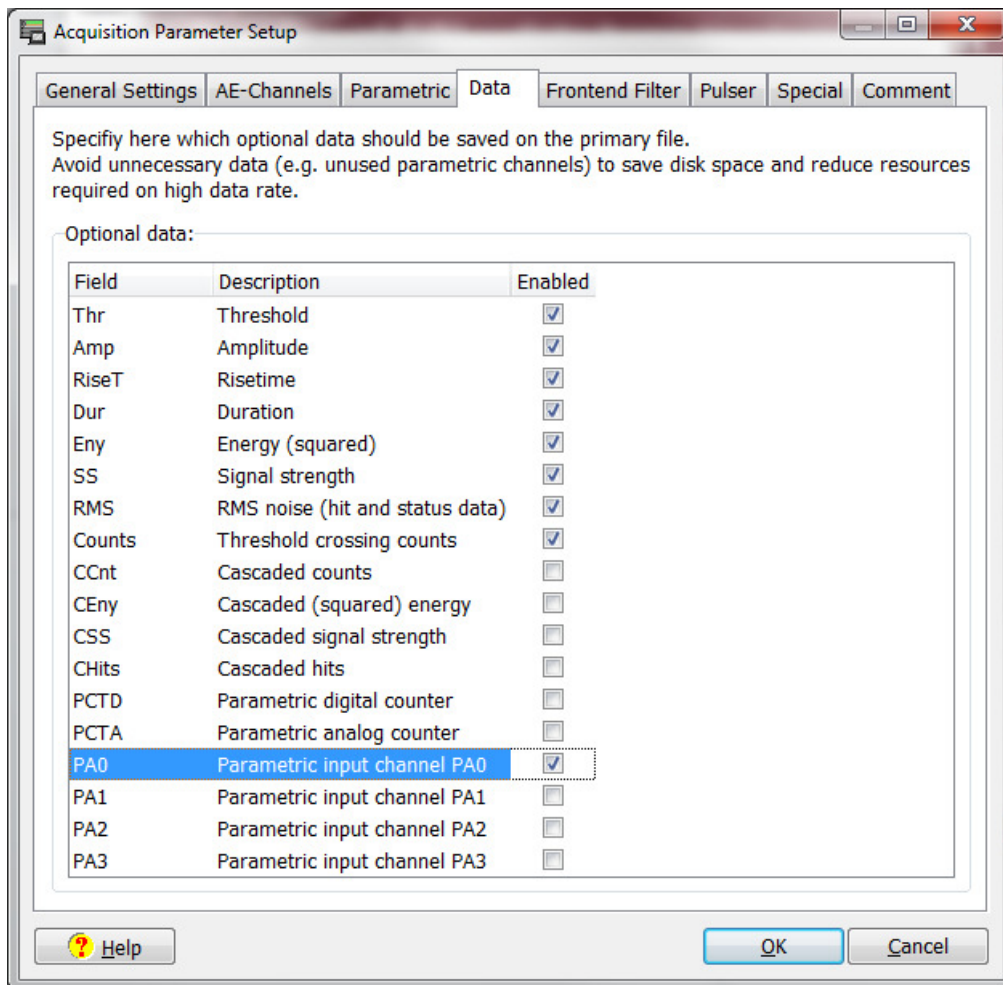 Acquisition Parameter Setup
General Settings AE-Channels Parametric Data Frontend Filter Pulser Special Comment
Specifiy here which optional data should be saved on the primary file.
Avoid unnecessary data (e.g. unused parametric channels) to save disk space and reduce resources
required on high data rate.
Optional data:
Field Description Enabled
Thr Threshold
Amp Amplitude
RiseT Risetime
Dur Duration
Eny Energy (squared)
SS Signal strength
RMS RMS noise (hit and status data)
Counts Threshold crossing counts
CCnt Cascaded counts
CEny Cascaded (squared) energy
CSS Cascaded signal strength
CHits Cascaded hits
PCTD Parametric digital counter
PCTA Parametric analog counter
PA0 Parametric input channel PA0
PA1 Parametric input channel PA1
PA2 Parametric input channel PA2
PA3 Parametric input channel PA3
? Help OK Cancel